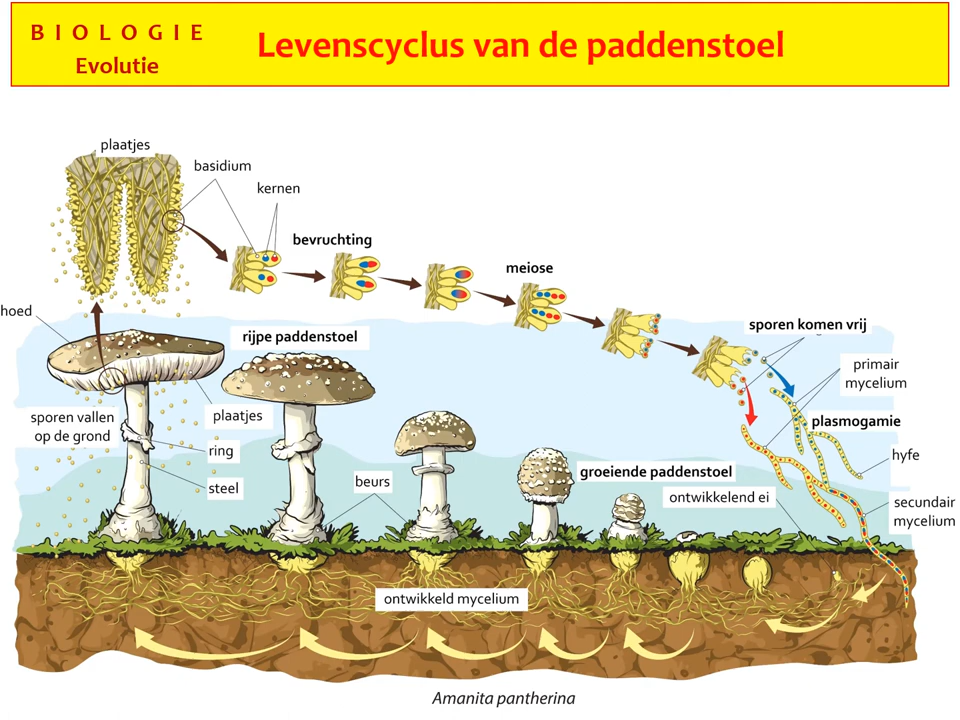 B I O L O G I E
Evolutie
Levenscyclus van de paddenstoel
plaatjes
basidium
kernen
bevruchting
meiose
hoed
rijpe paddenstoel
sporen komen vrij
primair
mycelium
plasmogamie
sporen vallen
op de grond
plaatjes
ring
steel
beurs
groeiende paddenstoel
ontwikkelend ei
hyfe
secundair
mycelium
ontwikkeld mycelium
Amanita pantherina